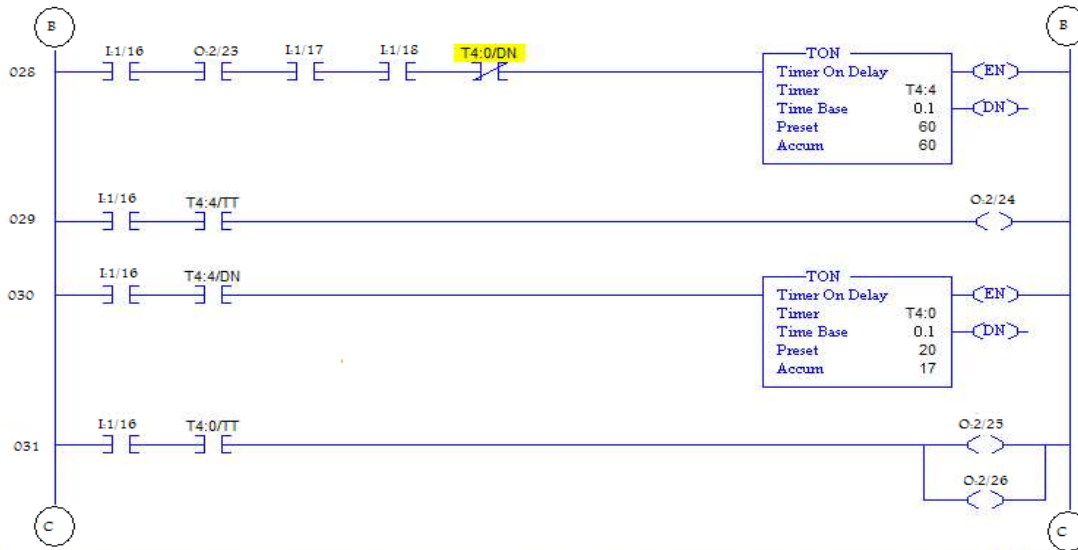 B B
I:1/16 O:2/23 I:1/17 I:1/18 T4:0/DN
028
TON
Timer On Delay
Timer T4:4
Time Base 0.1
Preset 60
Accum 60
EN
DN
I:1/16 T4:4/TT O:2/24
029
I:1/16 T4:4/DN
030
TON
Timer On Delay
Timer T4:0
Time Base 0.1
Preset 20
Accum 17
EN
DN
I:1/16 T4:0/TT O:2/25
031
O:2/26
C C